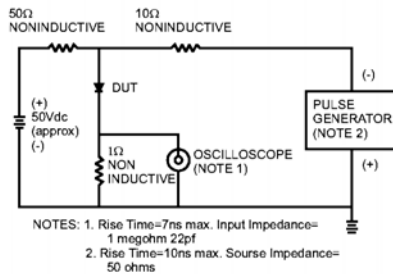 50Ω
NONINDUCTIVE
10Ω
NONINDUCTIVE
(+)
50Vdc
(approx)
(-)
DUT
1Ω
NON
INDUCTIVE
OSCILLOSCOPE
(NOTE 1)
(-)
PULSE
GENERATOR
(NOTE 2)
(+)
NOTES: 1. Rise Time=7ns max. Input Impedance=
1 megohm 22pf
2. Rise Time=10ns max. Sourse Impedance=
50 ohms